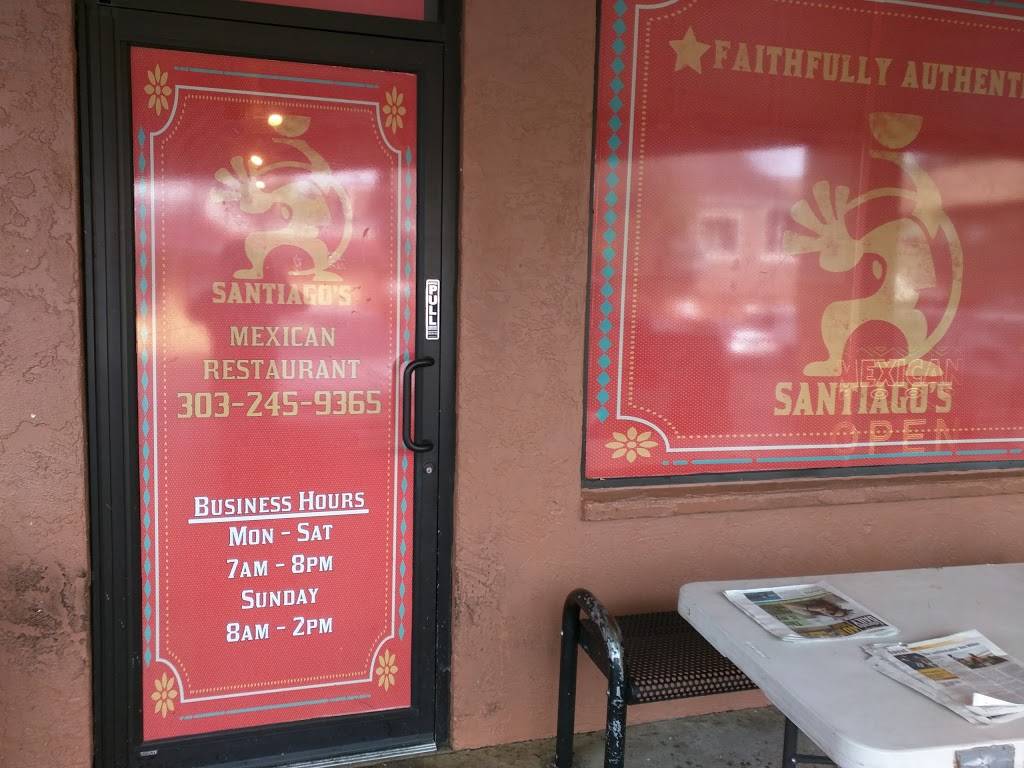 SANTIAGO'S
MEXICAN
RESTAURANT
303-245-9365
PULL
BUSINESS HOURS
MON - SAT
7AM - 8PM
SUNDAY
8AM - 2PM
FAITHFULLY AUTHENTI
MEXICAN
SANTIAGO'S
OPEN